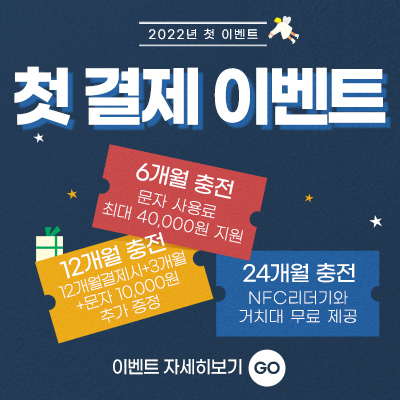 2022년 첫 이벤트
첫 결제 이벤트
6개월 충전
문자 사용료
최대 40,000원 지원
12개월 충전
12개월결제시+3개월
+문자 10,000원
추가 증정
24개월 충전
NFC리더기와
거치대 무료 제공
이벤트 자세히보기 GO